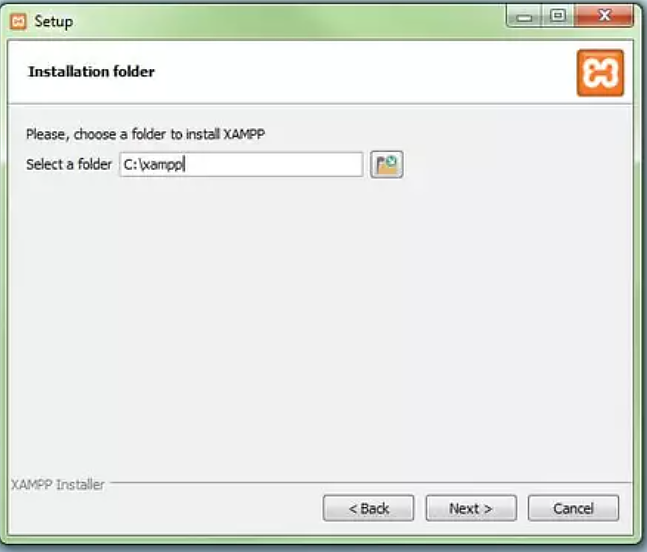 Setup
Installation folder
Please, choose a folder to install XAMPP
Select a folder C:\xampp
XAMPP Installer
< Back Next > Cancel